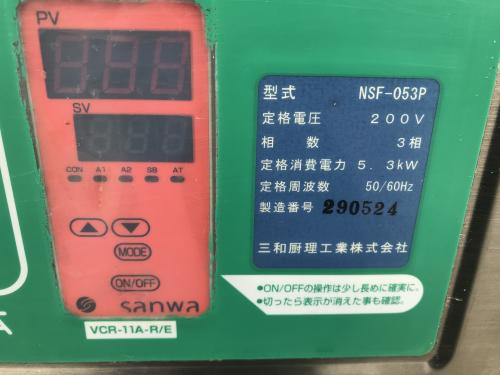 PV
SV
CON A1 A2 SB AT
MODE
ON/OFF
sanwa
VCR-11A-R/E
型式 NSF-053P
定格電圧 200V
相数 3相
定格消費電力 5.3kW
定格周波数 50/60Hz
製造番号 290524
三和厨理工業株式会社
●ON/OFFの操作は少し長めに確実に。
●切ったら表示が消えた事も確認。